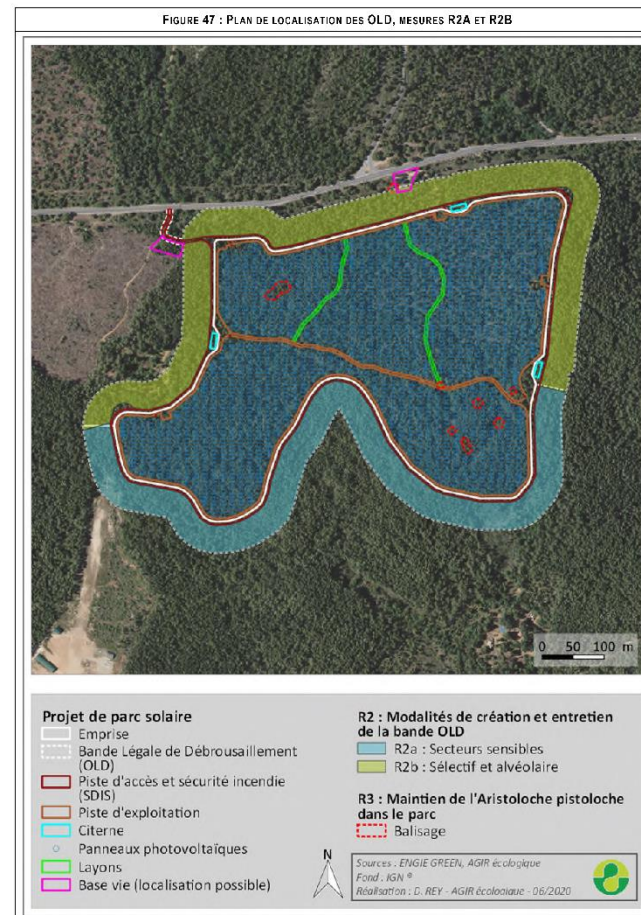 FIGURE 47 : PLAN DE LOCALISATION DES OLD, MESURES R2A ET R2B
0 50 100 m
Projet de parc solaire
Emprise
Bande Légale de Débrousaillement
(OLD)
Piste d'accès et sécurité incendie
(SDIS)
Piste d'exploitation
Citerne
Panneaux photovoltaïques
Layons
Base vie (localisation possible)
R2 : Modalités de création et entretien
de la bande OLD
R2a : Secteurs sensibles
R2b : Sélectif et alvéolaire
R3 : Maintien de l'Aristoloche pistoloche
dans le parc
Balisage
N
Sources : ENGIE GREEN, AGIR écologique
Fond : IGN ®
Réalisation : D. REY - AGIR écologique - 06/2020